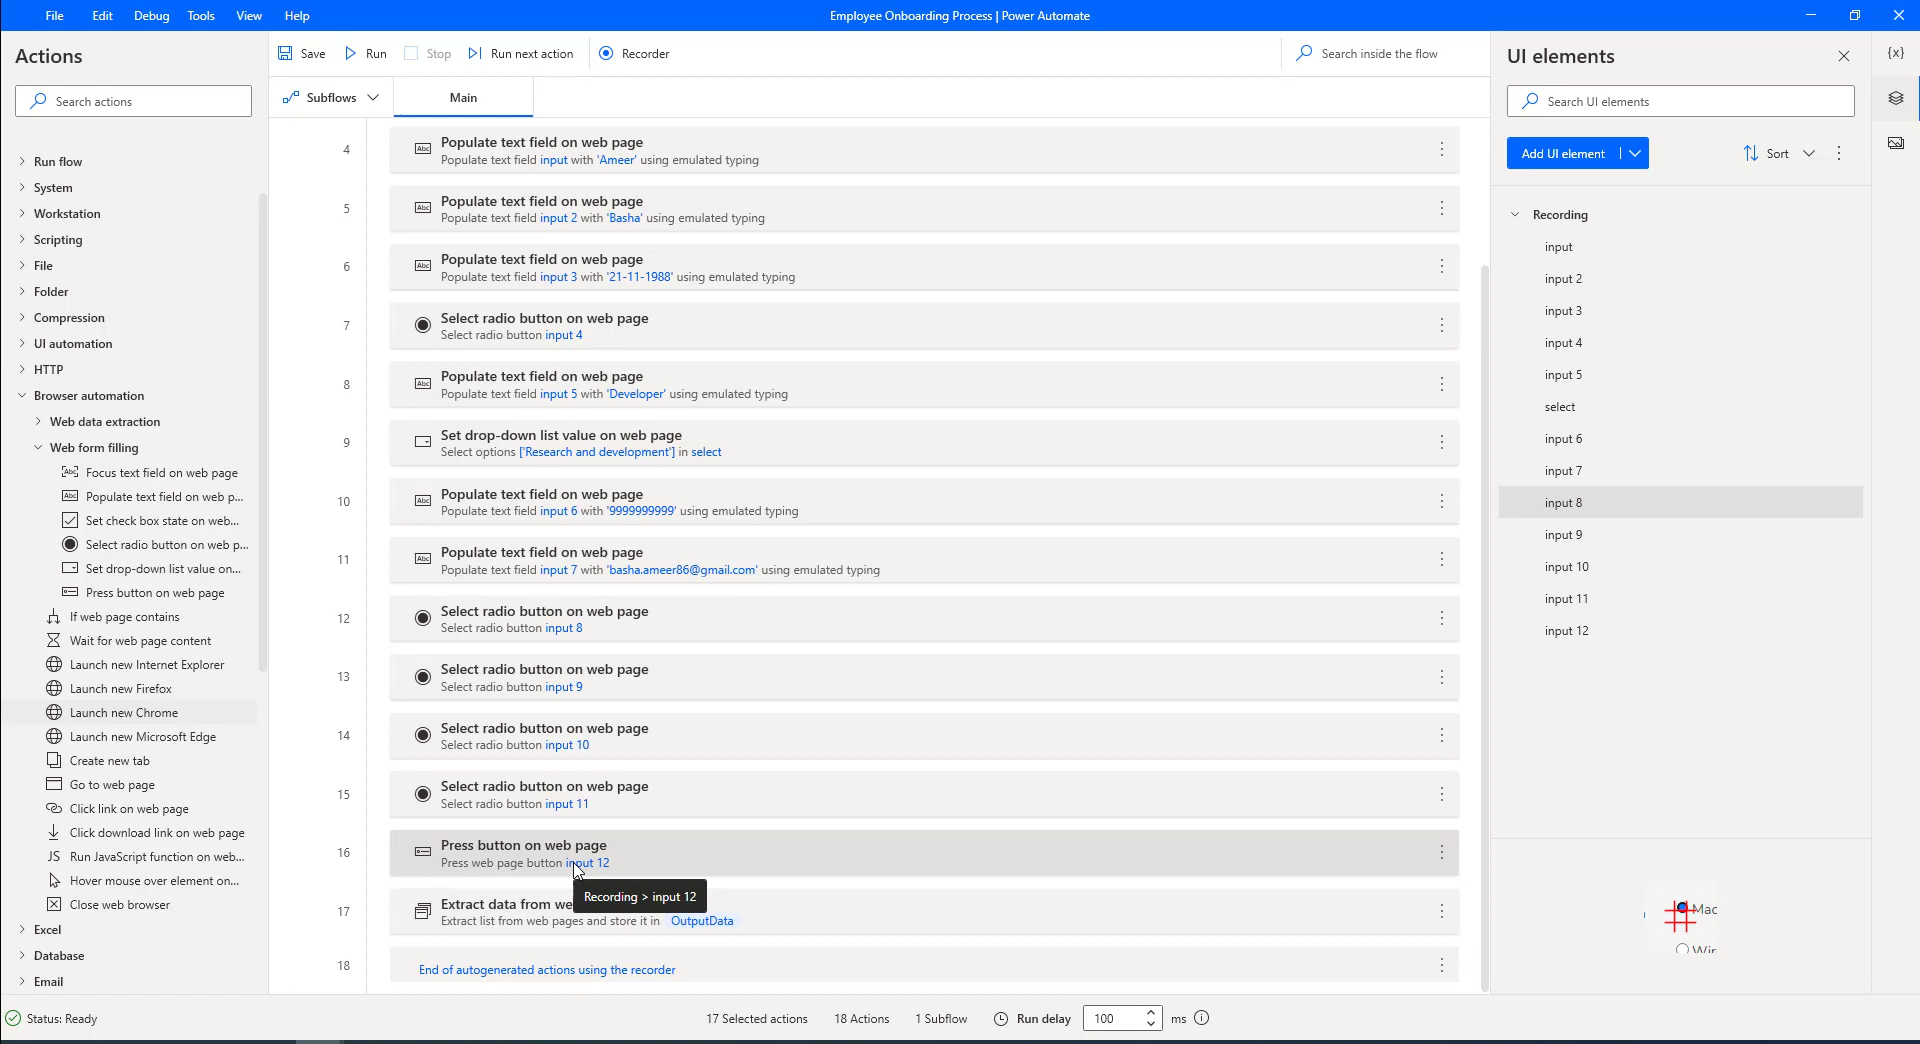 File Edit Debug Tools View Help
Employee Onboarding Process | Power Automate
Actions
Search actions
Run flow
System
Workstation
Scripting
File
Folder
Compression
UI automation
HTTP
Browser automation
Web data extraction
Web form filling
Focus text field on web page
Populate text field on web p...
Set check box state on web...
Select radio button on web p...
Set drop-down list value on...
Press button on web page
If web page contains
Wait for web page content
Launch new Internet Explorer
Launch new Firefox
Launch new Chrome
Launch new Microsoft Edge
Create new tab
Go to web page
Click link on web page
Click download link on web page
JS Run JavaScript function on web...
Hover mouse over element on...
Close web browser
Excel
Database
Email
Save Run Stop Run next action Recorder
Search inside the flow
Subflows Main
4 Abc Populate text field on web page
Populate text field input with 'Ameer' using emulated typing
5 Abc Populate text field on web page
Populate text field input 2 with 'Basha' using emulated typing
6 Abc Populate text field on web page
Populate text field input 3 with '21-11-1988' using emulated typing
7 Select radio button on web page
Select radio button input 4
8 Abc Populate text field on web page
Populate text field input 5 with 'Developer' using emulated typing
9 Set drop-down list value on web page
Select options ['Research and development'] in select
10 Abc Populate text field on web page
Populate text field input 6 with '9999999999' using emulated typing
11 Abc Populate text field on web page
Populate text field input 7 with 'basha.ameer86@gmail.com' using emulated typing
12 Select radio button on web page
Select radio button input 8
13 Select radio button on web page
Select radio button input 9
14 Select radio button on web page
Select radio button input 10
15 Select radio button on web page
Select radio button input 11
16 Press button on web page
Press web page button input 12
Recording > input 12
17 Extract data from we
Extract list from web pages and store it in OutputData
18 End of autogenerated actions using the recorder
UI elements
Search UI elements
Add UI element
Sort
{x}
Recording
input
input 2
input 3
input 4
input 5
select
input 6
input 7
input 8
input 9
input 10
input 11
input 12
Mac
Status: Ready
17 Selected actions 18 Actions 1 Subflow Run delay 100 ms